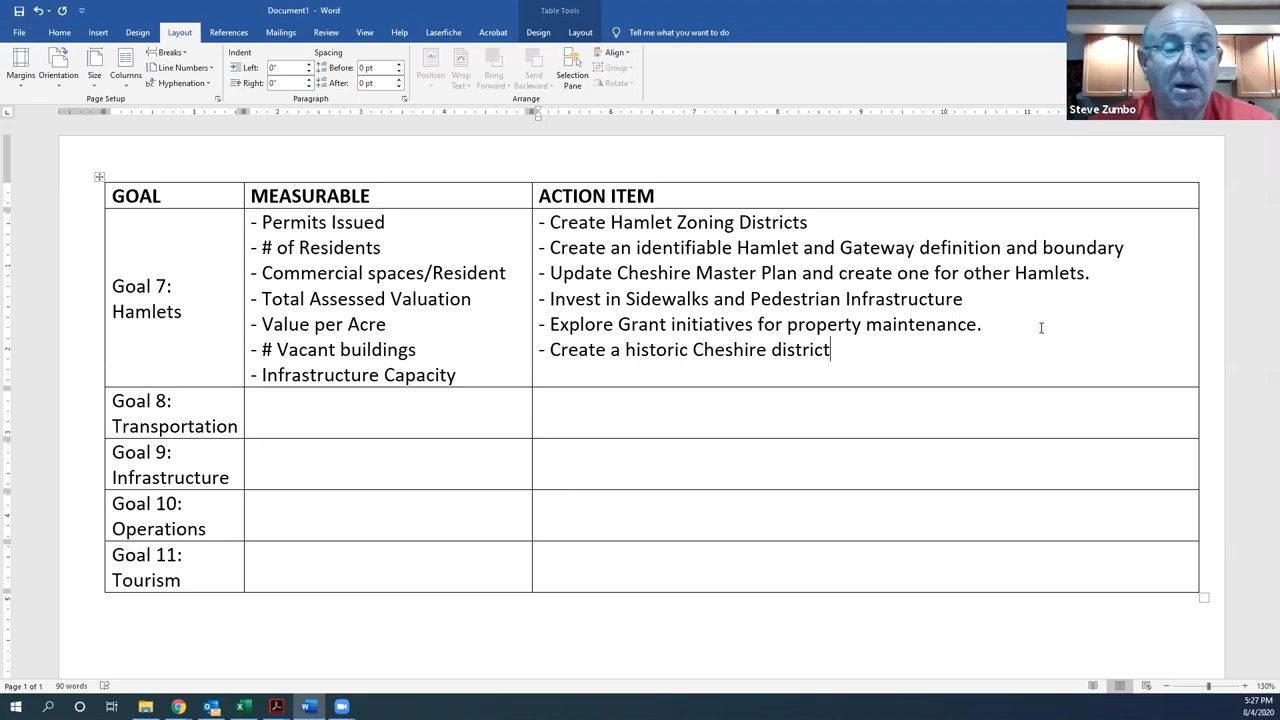 Document1 - Word
Table Tools
File Home Insert Design Layout References Mailings Review View Help Laserfiche Acrobat Design Layout Tell me what you want to do
Margins Orientation Size Columns
Breaks
Line Numbers
Hyphenation
Page Setup
Indent Spacing
Left: 0" Before: 0 pt
Right: 0" After: 0 pt
Paragraph
Position Wrap Text Bring Forward Send Backward Selection Pane
Align
Group
Rotate
Arrange
Steve Zumbo
GOAL MEASURABLE ACTION ITEM
Goal 7:
Hamlets
- Permits Issued
- # of Residents
- Commercial spaces/Resident
- Total Assessed Valuation
- Value per Acre
- # Vacant buildings
- Infrastructure Capacity
- Create Hamlet Zoning Districts
- Create an identifiable Hamlet and Gateway definition and boundary
- Update Cheshire Master Plan and create one for other Hamlets.
- Invest in Sidewalks and Pedestrian Infrastructure
- Explore Grant initiatives for property maintenance.
- Create a historic Cheshire district
Goal 8:
Transportation
Goal 9:
Infrastructure
Goal 10:
Operations
Goal 11:
Tourism
Page 1 of 1 90 words
130%
5:27 PM
8/4/2020